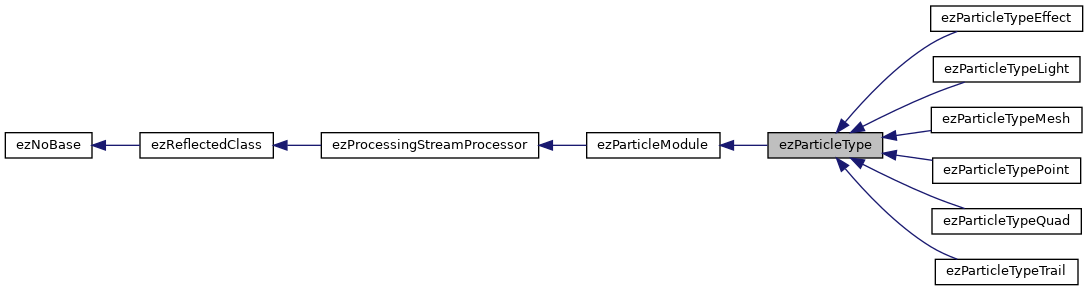 ezNoBase
ezReflectedClass
ezProcessingStreamProcessor
ezParticleModule
ezParticleType
ezParticleTypeEffect
ezParticleTypeLight
ezParticleTypeMesh
ezParticleTypePoint
ezParticleTypeQuad
ezParticleTypeTrail